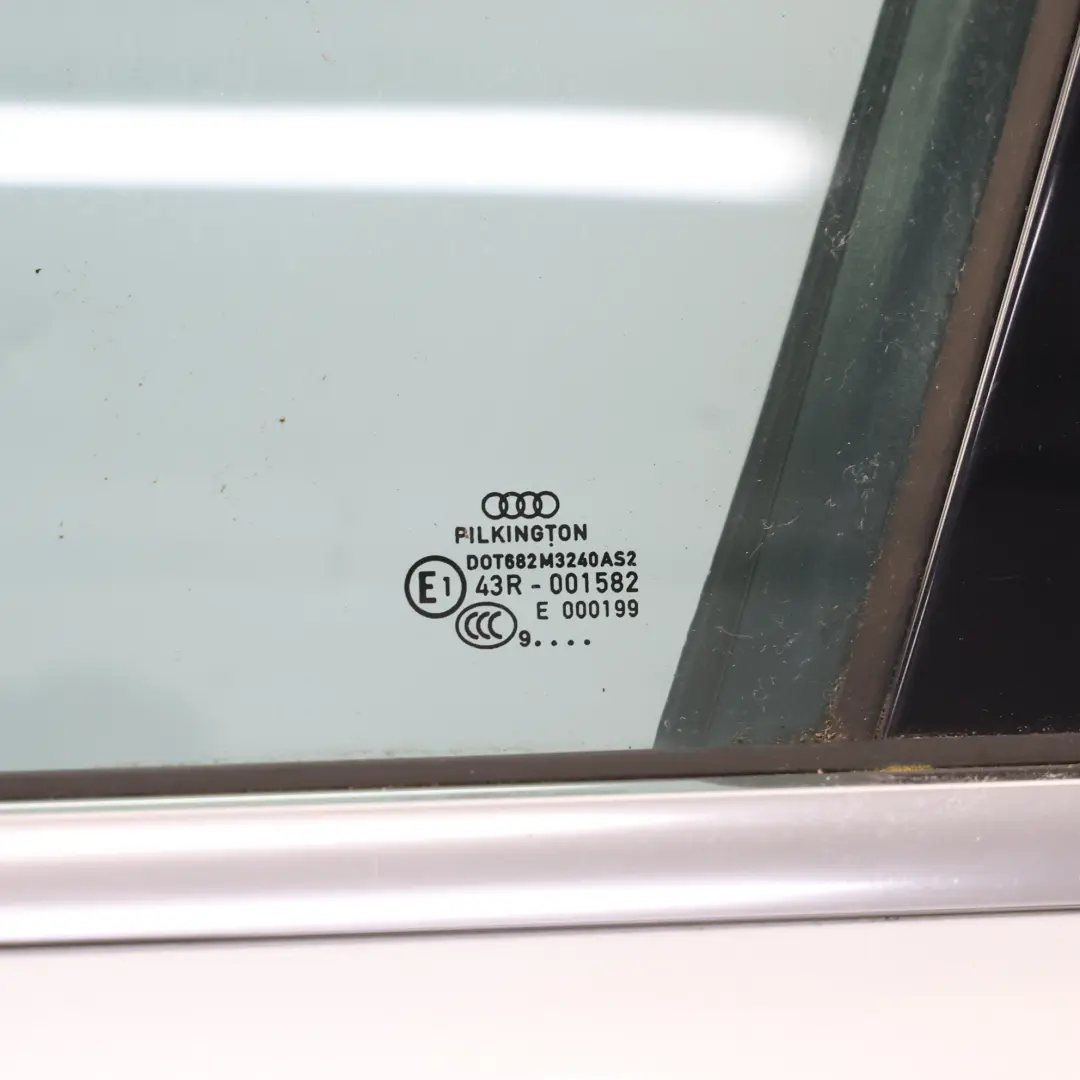 PILKINGTON
DOT682M3240AS2
E1 43R - 001582
E 000199
CCC 9....